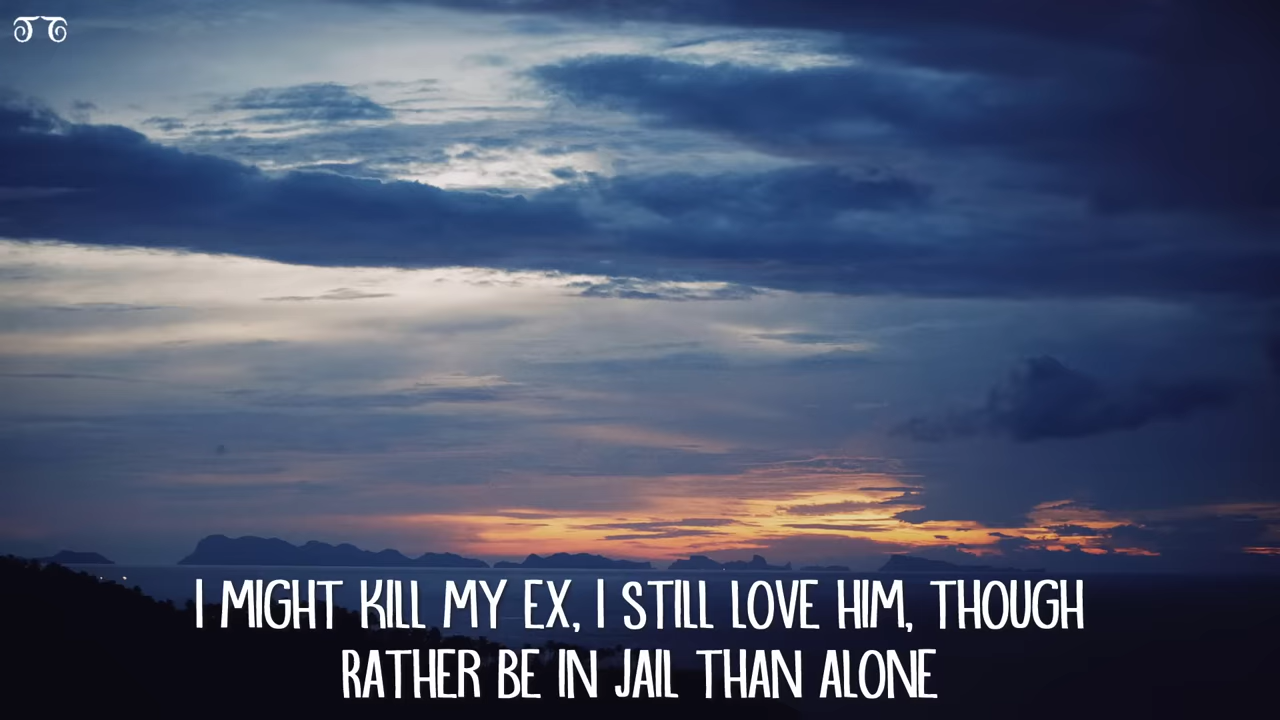 I MIGHT KILL MY EX, I STILL LOVE HIM, THOUGH
RATHER BE IN JAIL THAN ALONE